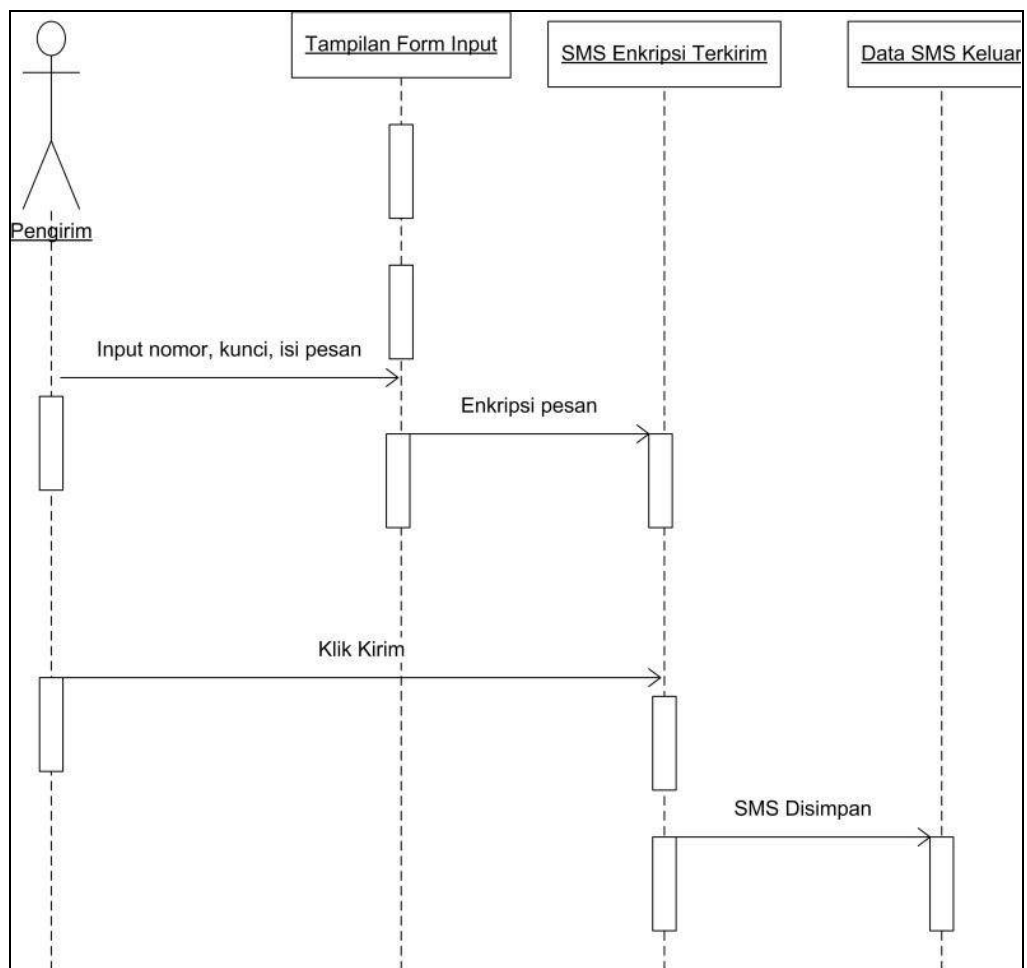 Tampilan Form Input
SMS Enkripsi Terkirim
Data SMS Keluar
Pengirim
Input nomor, kunci, isi pesan
Enkripsi pesan
Klik Kirim
SMS Disimpan